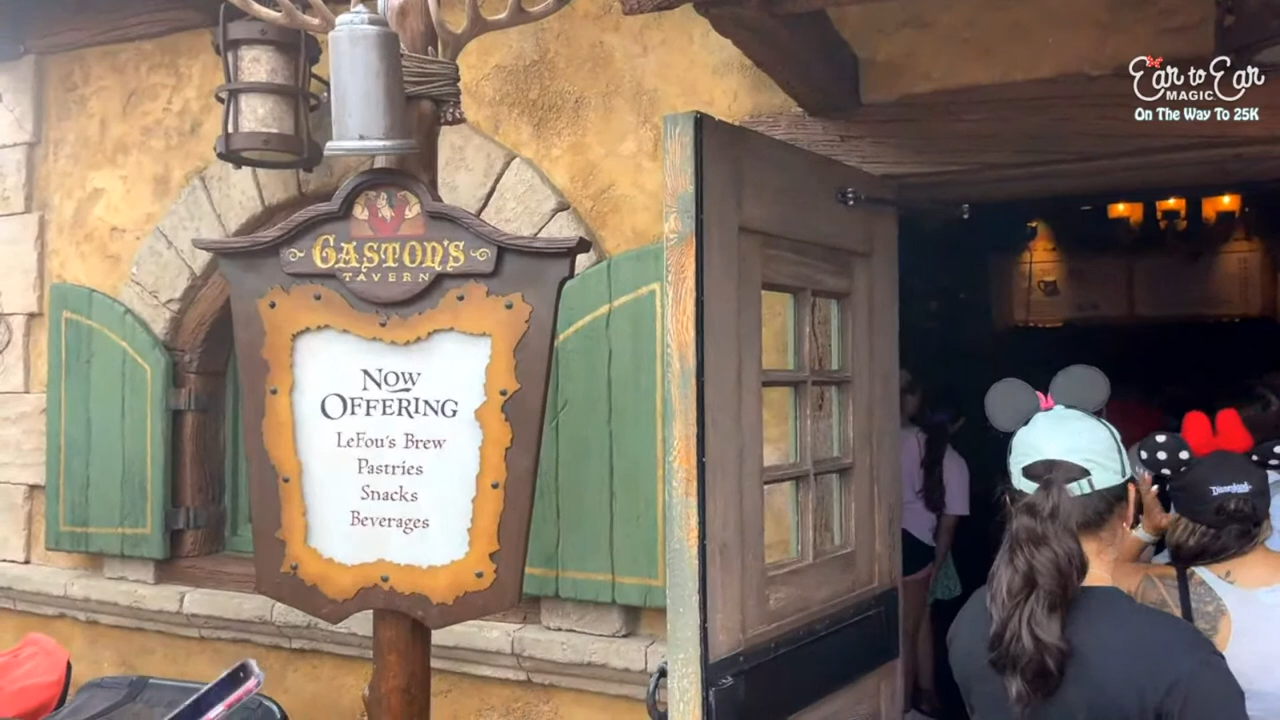 Ear to Ear
MAGIC
On The Way To 25K
GASTON'S
TAVERN
NOW
OFFERING
LeFou's Brew
Pastries
Snacks
Beverages
Disneyland